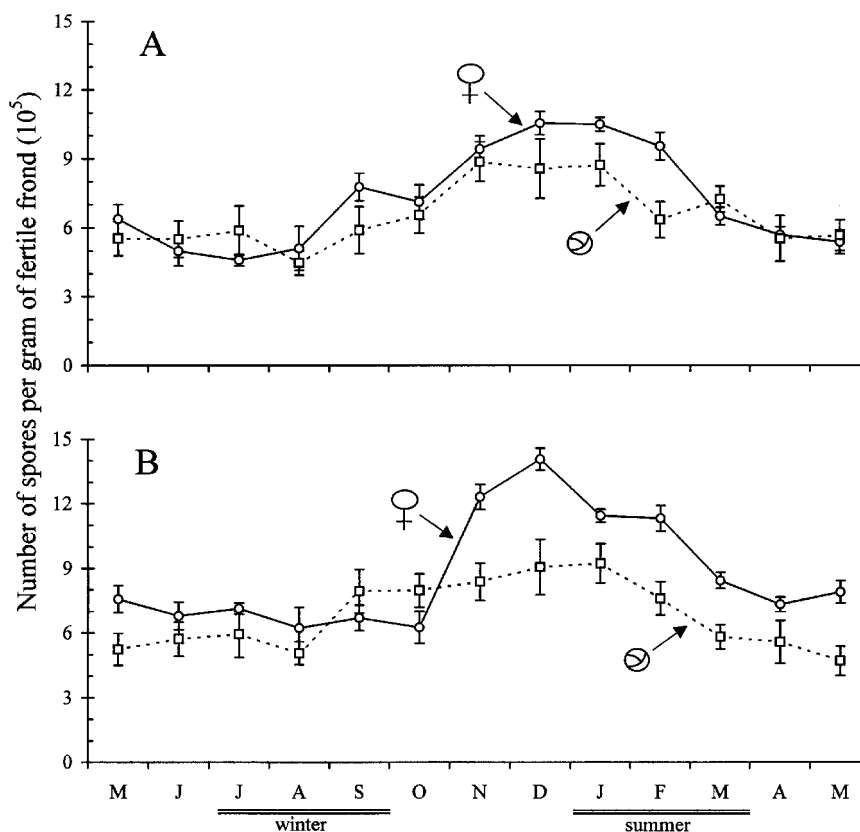 Number of spores per gram of fertile frond (10⁵)
A
15
12
9
6
3
0
B
15
12
9
6
3
0
M J J A S O N D J F M A M
winter summer